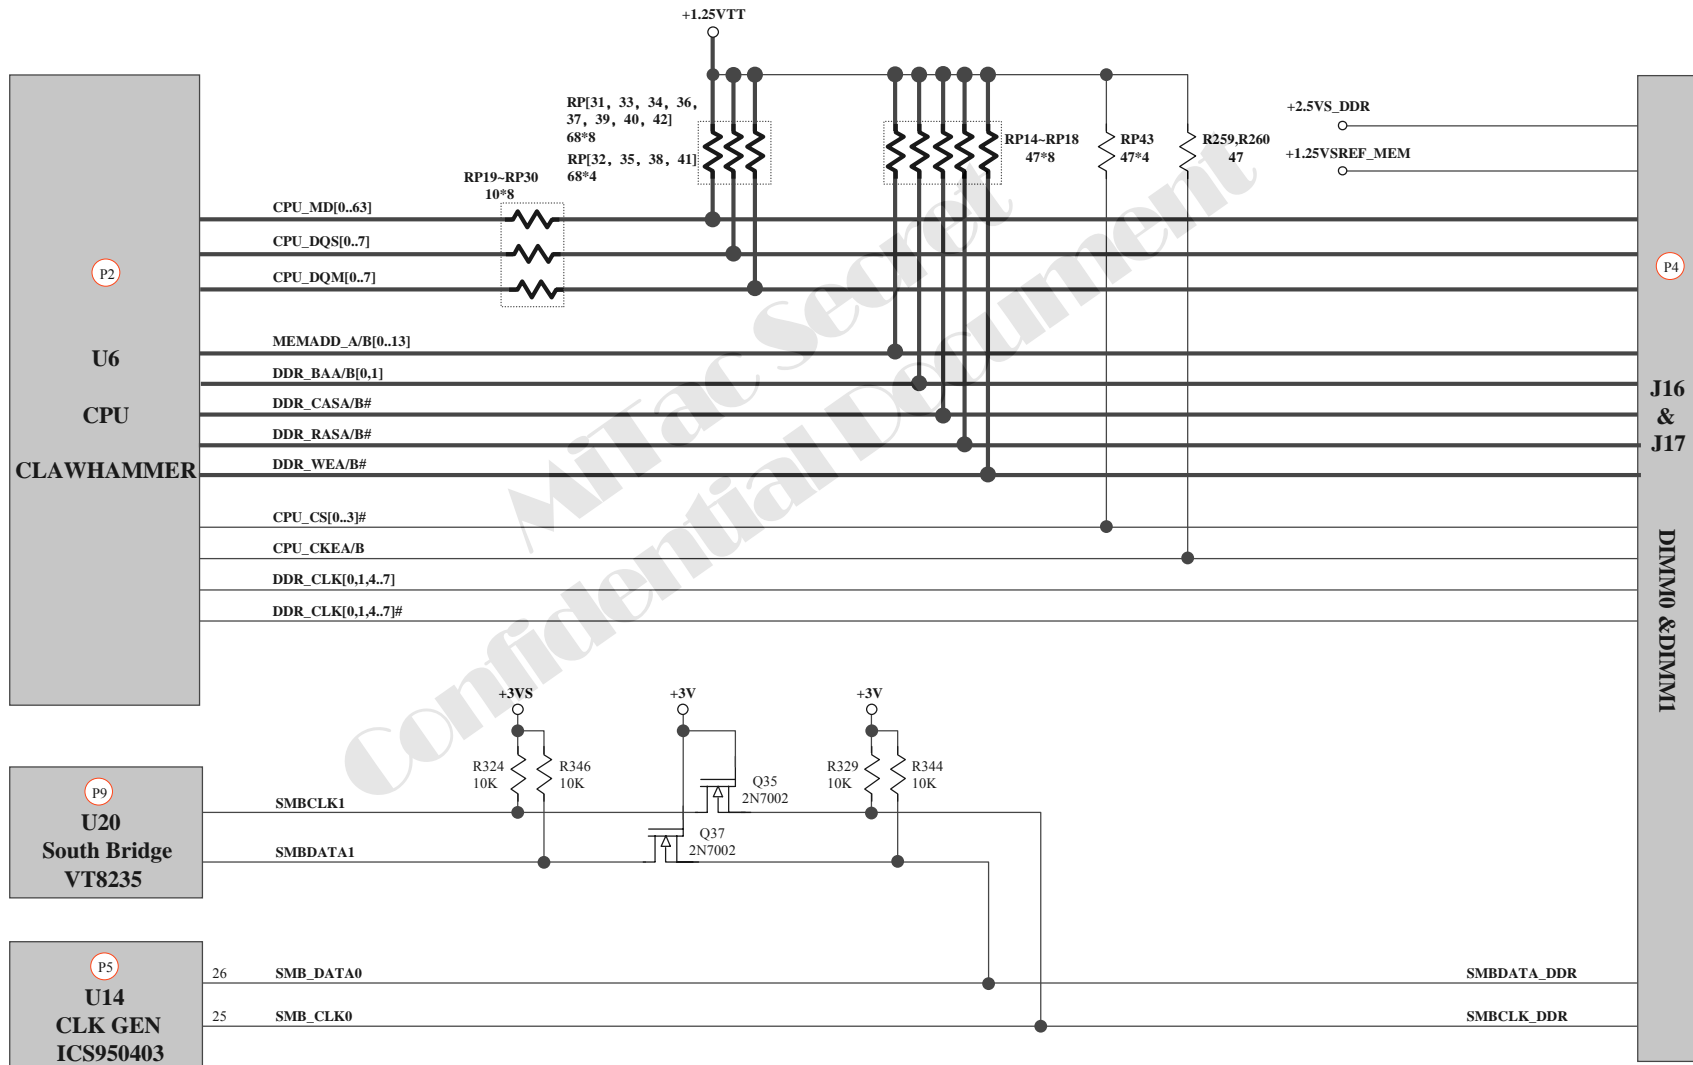 +1.25VTT
RP[31, 33, 34, 36,
37, 39, 40, 42]
68*8
RP[32, 35, 38, 41]
68*4
RP19~RP30
10*8
RP14~RP18
47*8
RP43
47*4
R259,R260
47
+2.5VS_DDR
+1.25VSREF_MEM
P2
U6
CPU
CLAWHAMMER
CPU_MD[0..63]
CPU_DQS[0..7]
CPU_DQM[0..7]
MEMADD_A/B[0..13]
DDR_BAA/B[0,1]
DDR_CASA/B#
DDR_RASA/B#
DDR_WEA/B#
CPU_CS[0..3]#
CPU_CKEA/B
DDR_CLK[0,1,4..7]
DDR_CLK[0,1,4..7]#
P4
J16
&
J17
DIMM0 &DIMM1
MiTac Secret
Confidential Document
+3VS
+3V
+3V
R324
10K
R346
10K
Q35
2N7002
Q37
2N7002
R329
10K
R344
10K
P9
U20
South Bridge
VT8235
SMBCLK1
SMBDATA1
P5
U14
CLK GEN
ICS950403
26
SMB_DATA0
SMBDATA_DDR
25
SMB_CLK0
SMBCLK_DDR